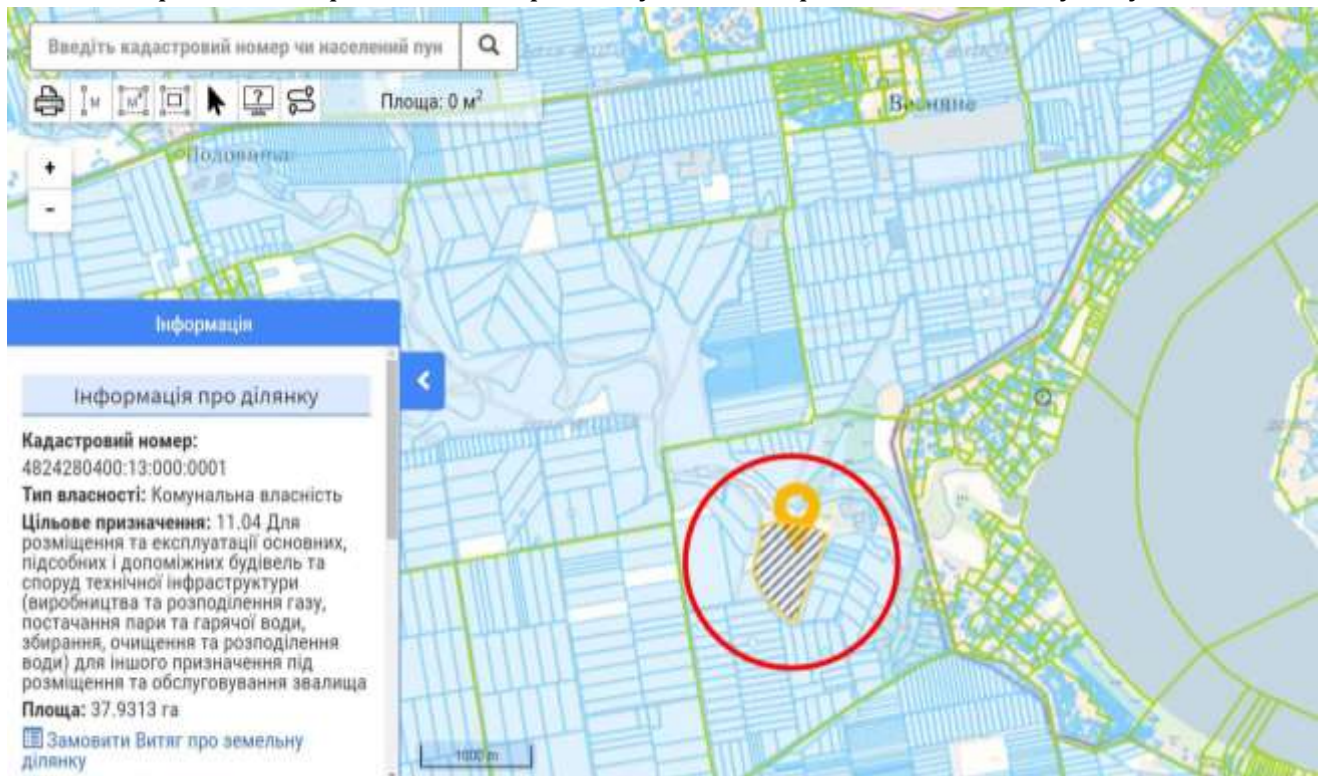 Введіть кадастровий номер чи населений пун
Площа: 0 м²
Весняне
+
-
Інформація
Інформація про ділянку
Кадастровий номер:
4824280400:13:000:0001
Тип власності: Комунальна власність
Цільове призначення: 11.04 Для
розміщення та експлуатації основних,
підсобних і допоміжних будівель та
споруд технічної інфраструктури
(виробництва та розподілення газу,
постачання пари та гарячої води,
збирання, очищення та розподілення
води) для іншого призначення під
розміщення та обслуговування звалища
Площа: 37.9313 га
Замовити Витяг про земельну
ділянку
1000 m